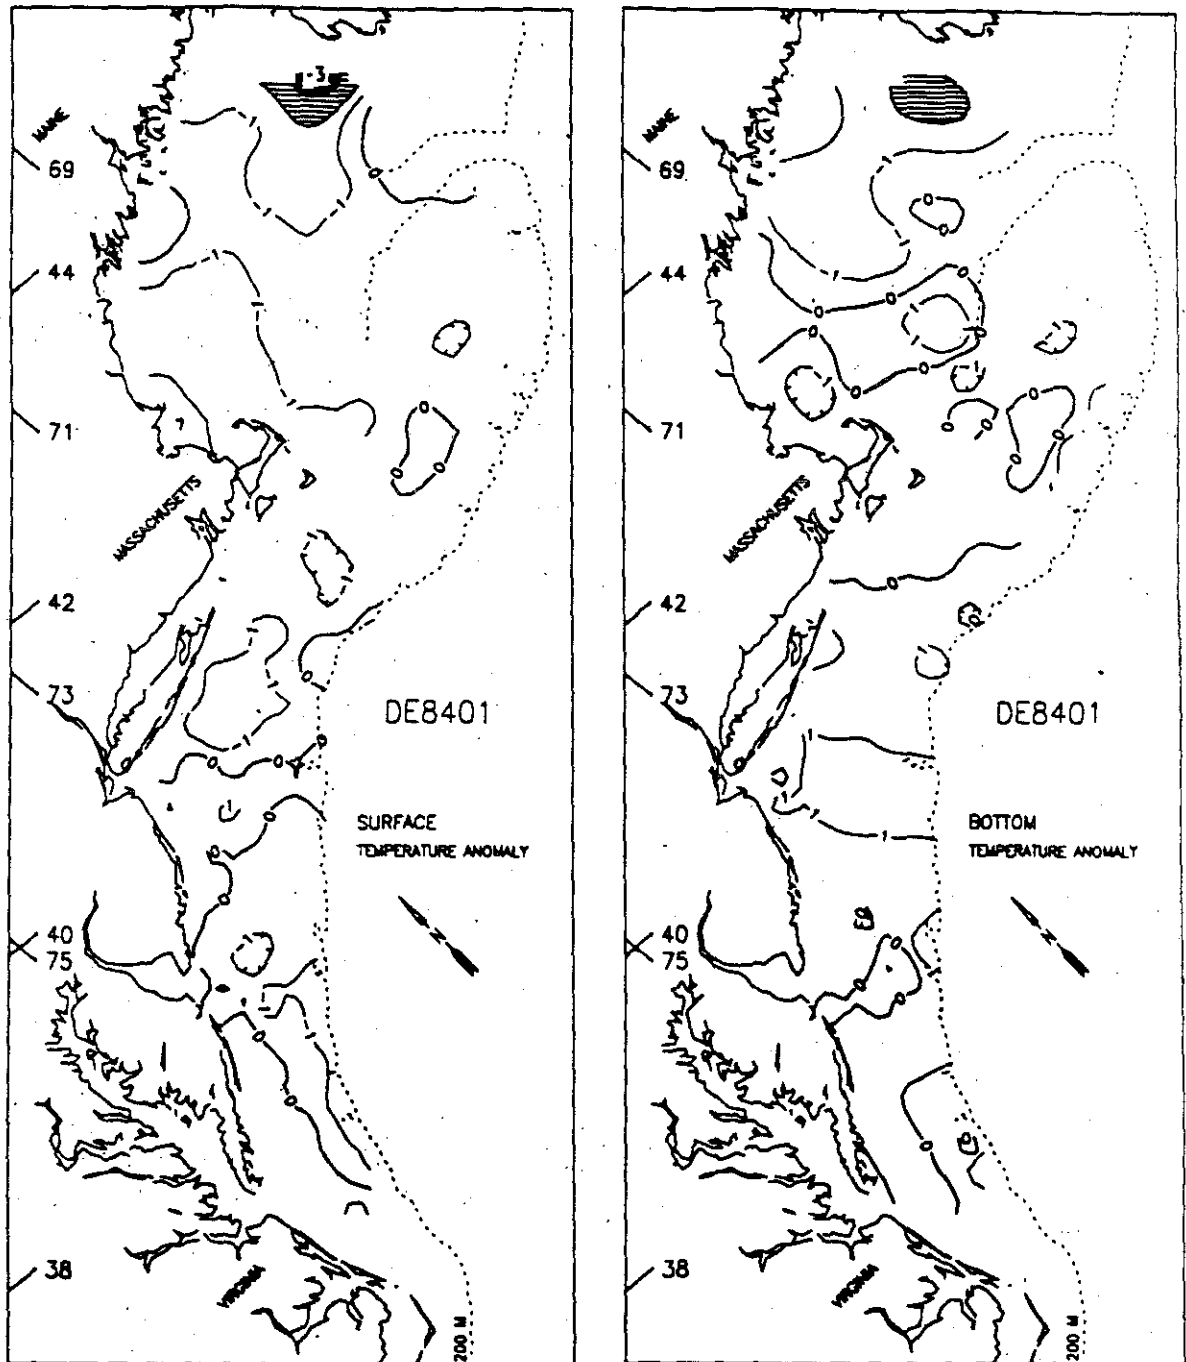 -3
MAINE
69
44
71
MASSACHUSETTS
42
73
DE8401
SURFACE
TEMPERATURE ANOMALY
N
40
75
38
VIRGINIA
200 M
MAINE
69
44
71
MASSACHUSETTS
42
73
DE8401
BOTTOM
TEMPERATURE ANOMALY
N
40
75
38
VIRGINIA
200 M